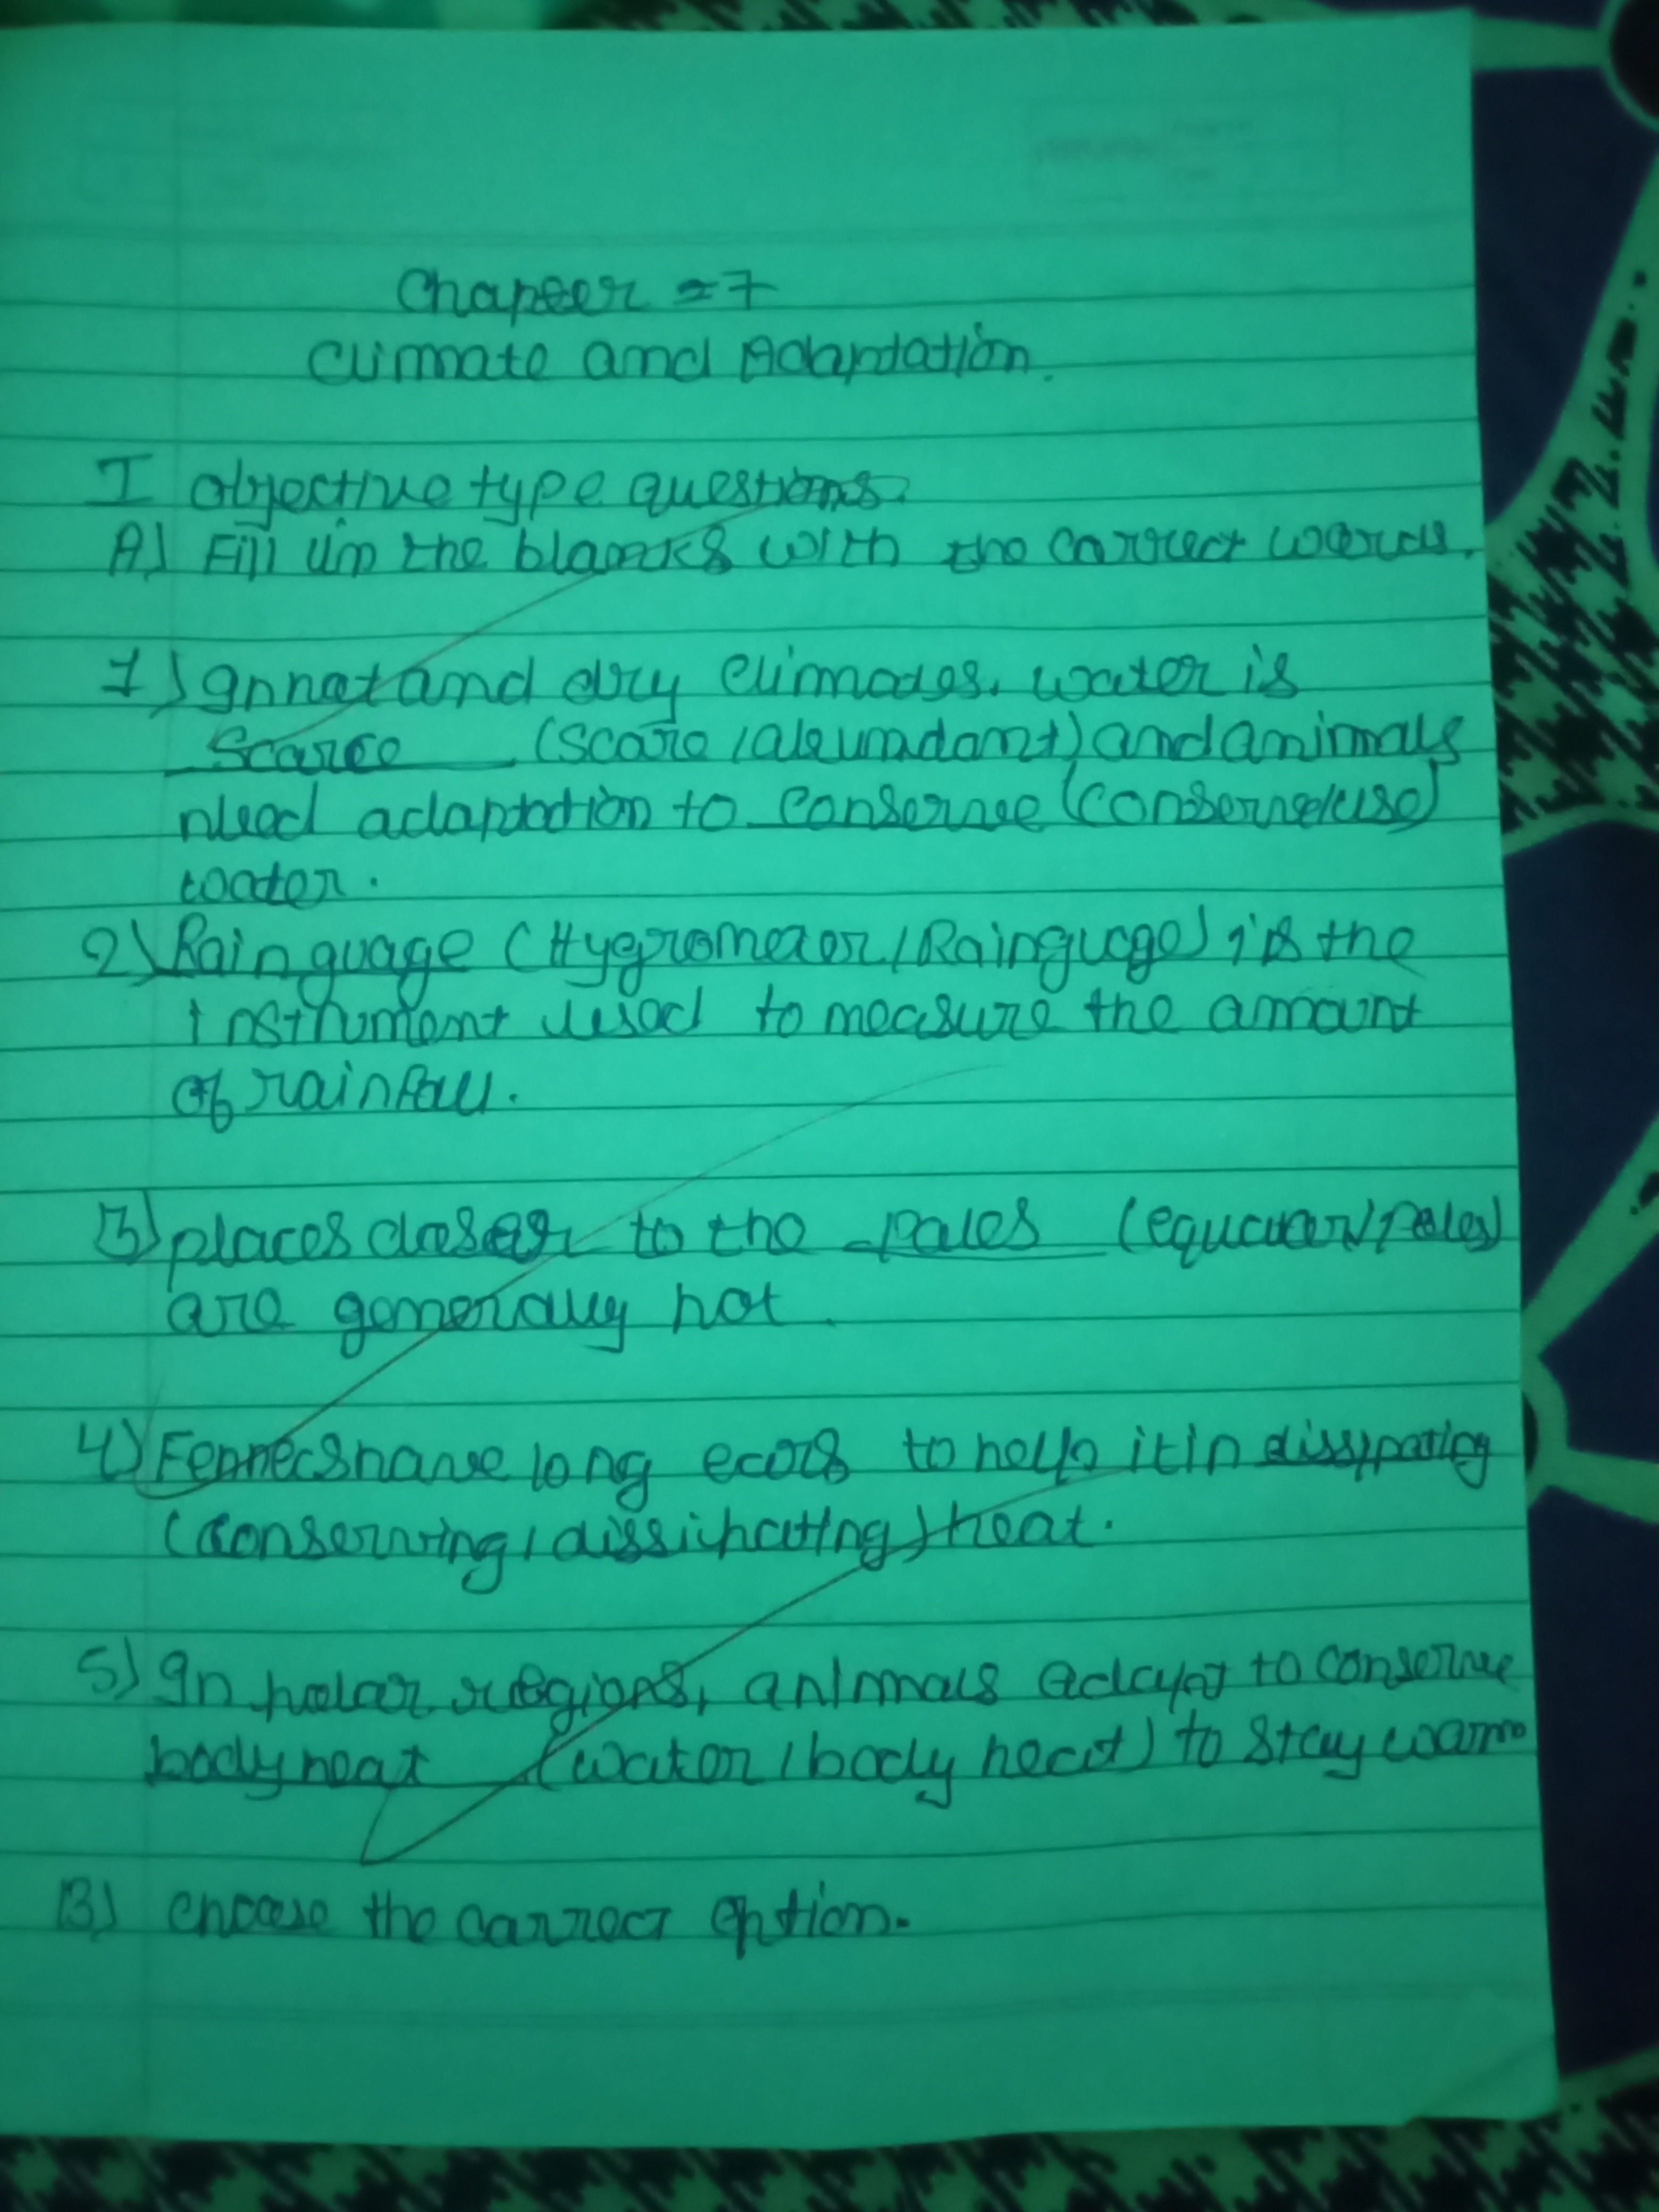 Chapter = 7
Climate and Adaptation.
I objective type questions.
A) Fill in the blanks with the correct words.
1) In hot and dry climates, water is
Scarce (scare / abundant) and animals
need adaptation to conserve (conserve/use)
water.
2) Rain guage (Hygrometer / Rainguage) is the
instrument used to measure the amount
of rainfall.
3) places closer to the poles (equator/poles)
are generally hot.
4) Fennecs have long ears to help it in dissipating
(conserving / dissipating) heat.
5) In polar regions, animals adapt to conserve
body heat (water / body heat) to stay warm
B) choose the correct option.